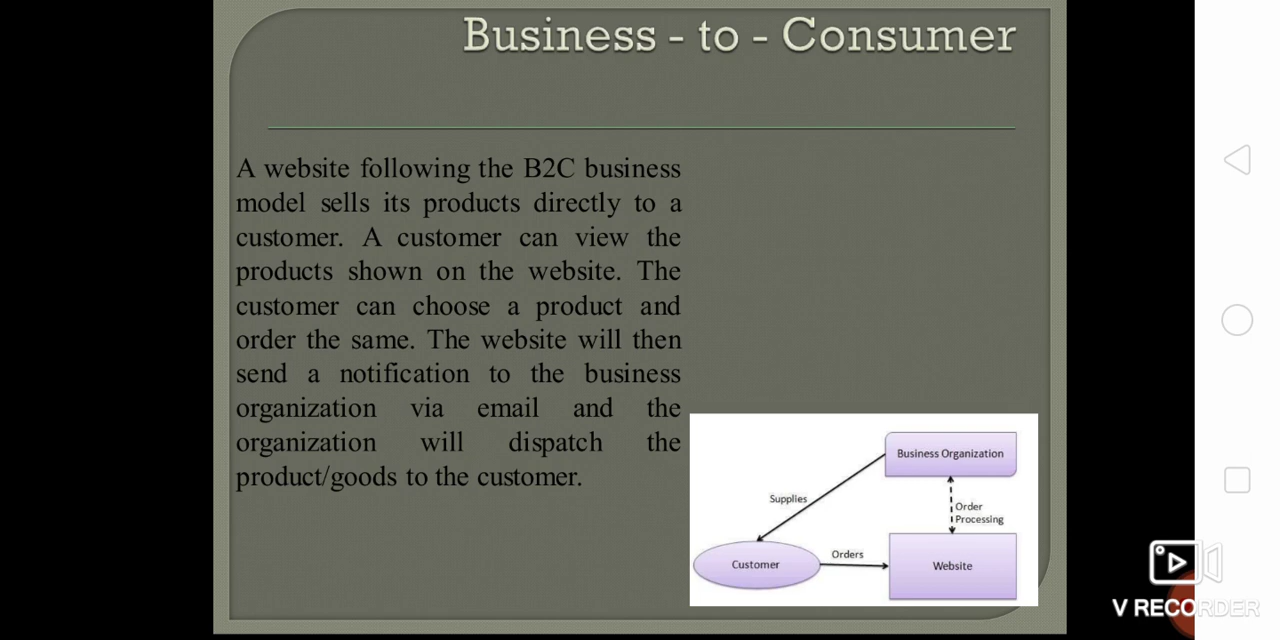 Business - to - Consumer
A website following the B2C business
model sells its products directly to a
customer. A customer can view the
products shown on the website. The
customer can choose a product and
order the same. The website will then
send a notification to the business
organization via email and the
organization will dispatch the
product/goods to the customer.
Business Organization
Supplies
Order
Processing
Customer
Orders
Website
V RECORDER